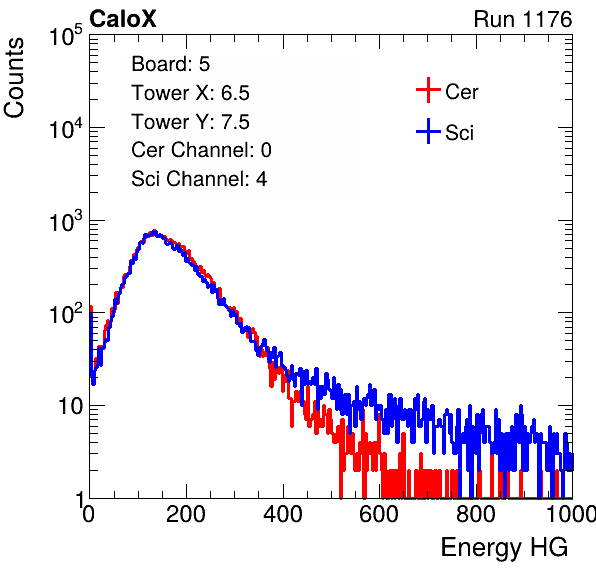 CaloX Run 1176
Counts
10^5
10^4
10^3
10^2
10
1
Board: 5
Tower X: 6.5
Tower Y: 7.5
Cer Channel: 0
Sci Channel: 4
Cer
Sci
0 200 400 600 800 1000
Energy HG